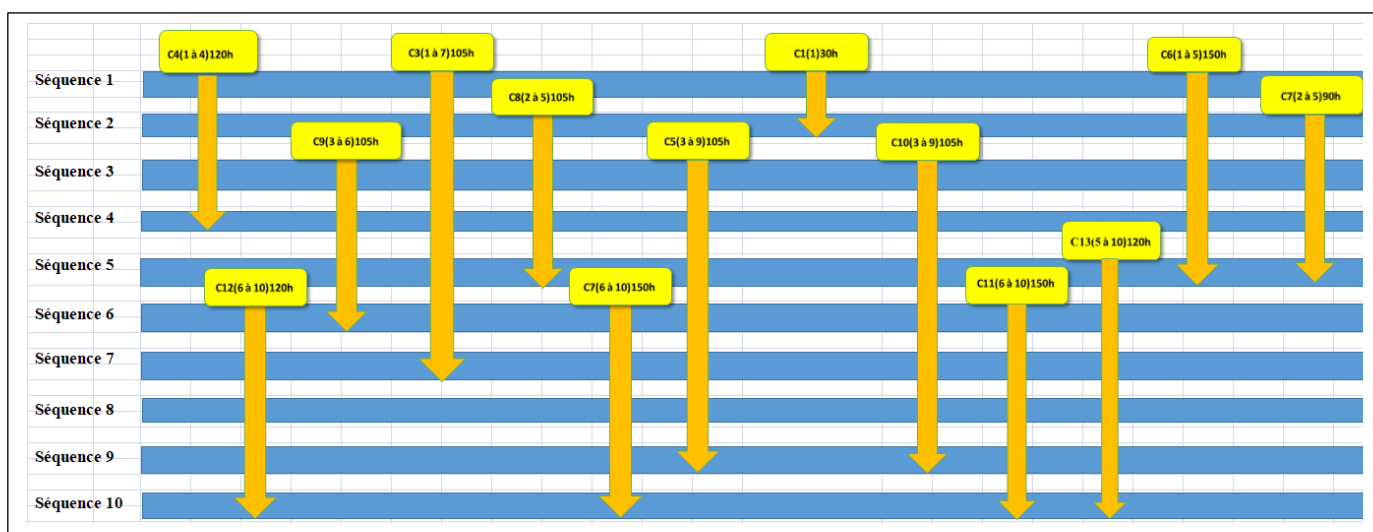 C4(1 à 4)120h
C3(1 à 7)105h
C1(1)30h
C6(1 à 5)150h
Séquence 1
C8(2 à 5)105h
C7(2 à 5)90h
Séquence 2
C9(3 à 6)105h
C5(3 à 9)105h
C10(3 à 9)105h
Séquence 3
Séquence 4
C13(5 à 10)120h
Séquence 5
C12(6 à 10)120h
C7(6 à 10)150h
C11(6 à 10)150h
Séquence 6
Séquence 7
Séquence 8
Séquence 9
Séquence 10